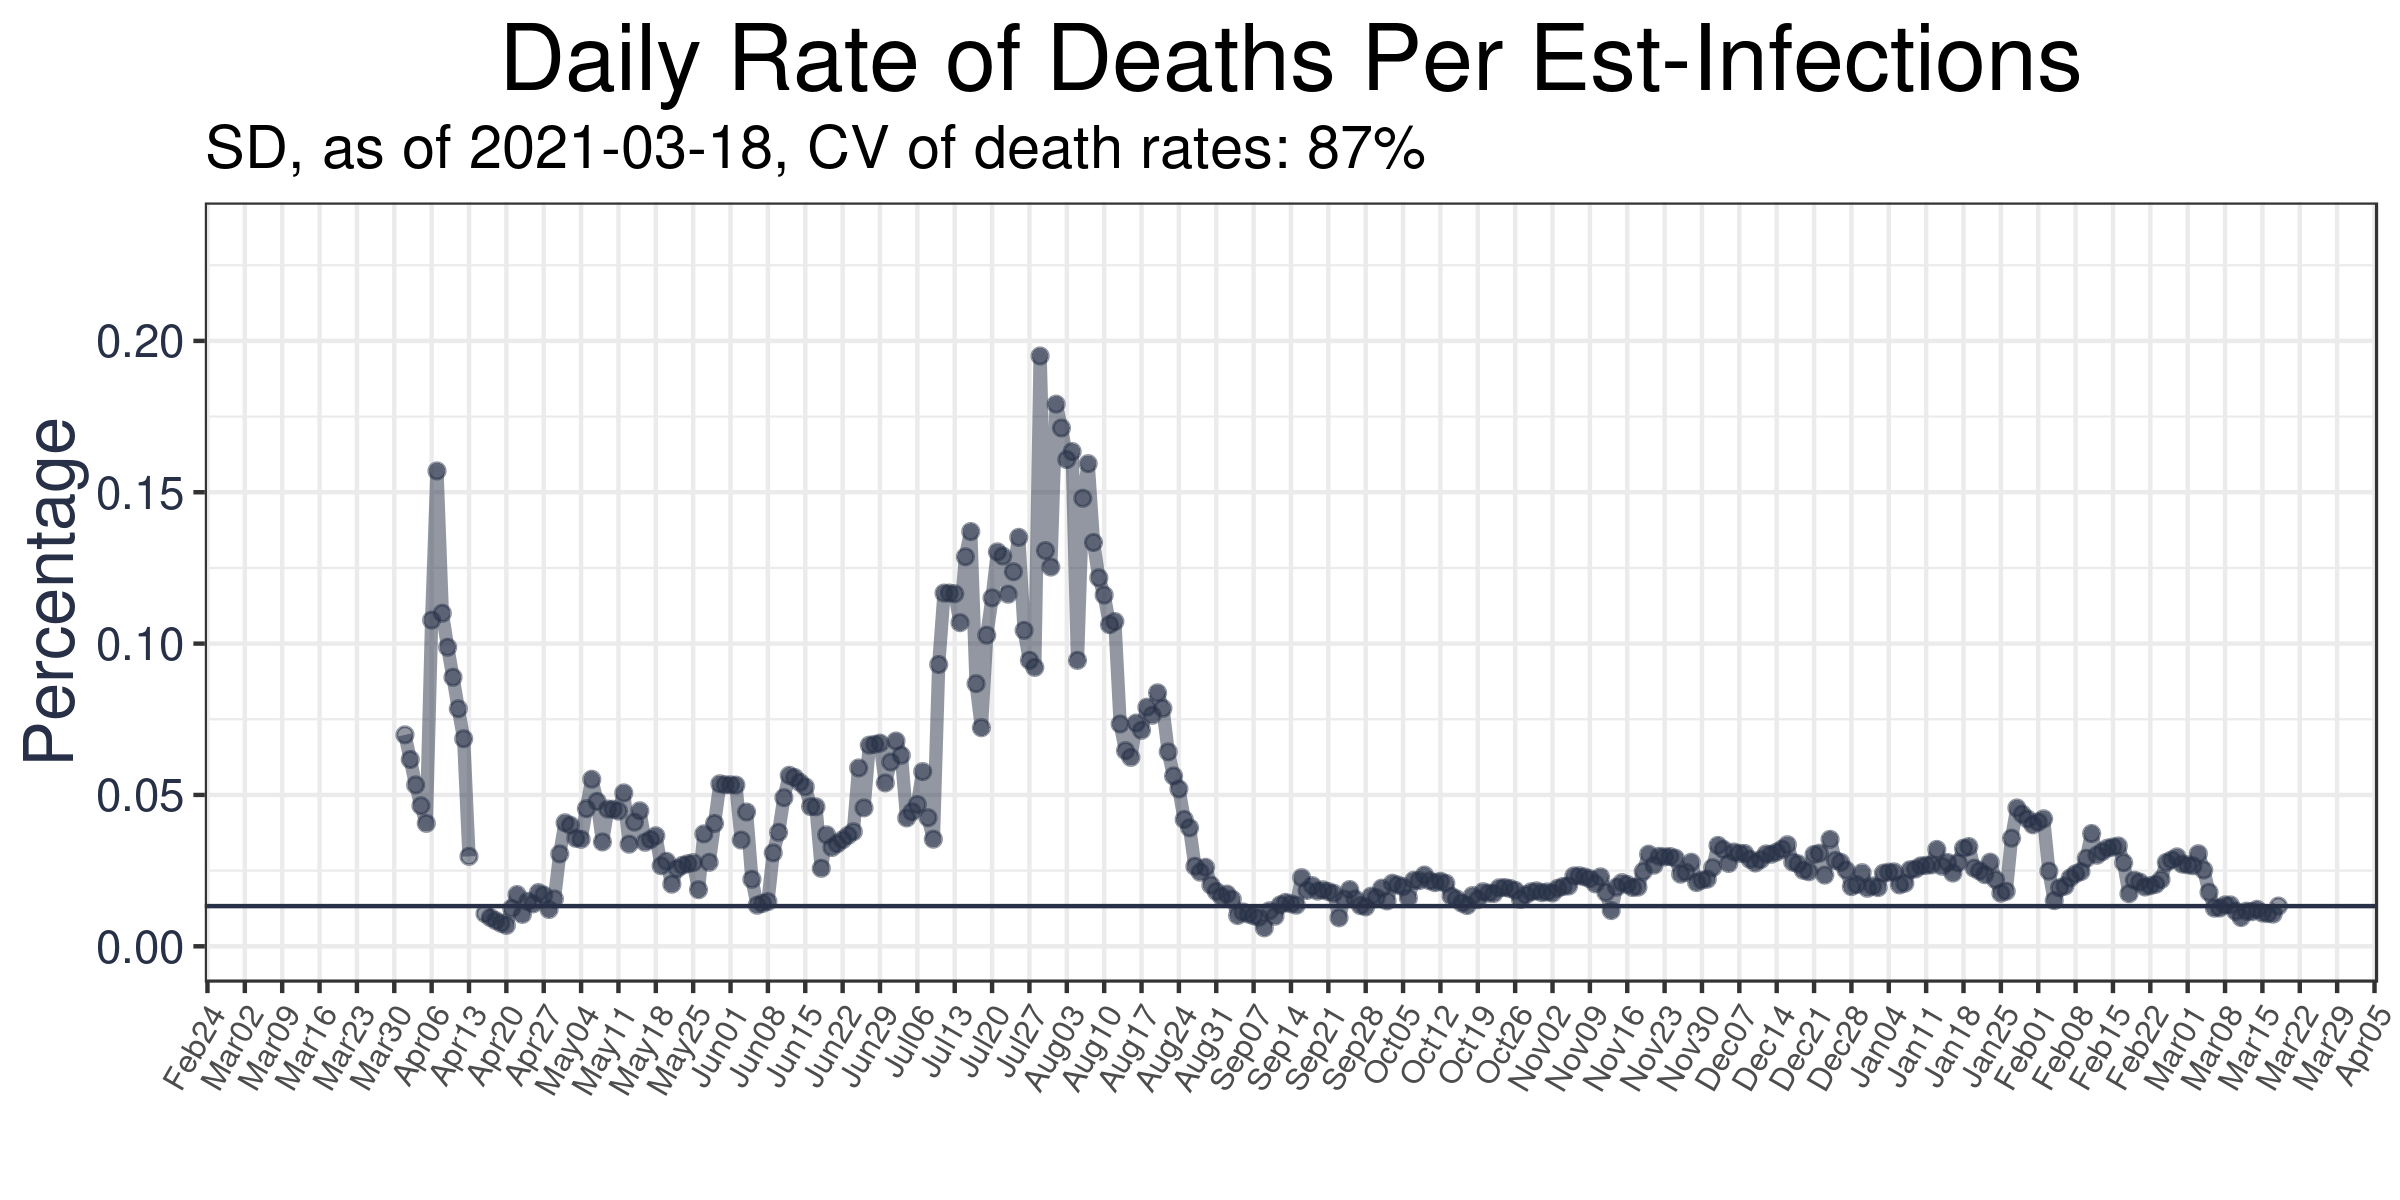 Daily Rate of Deaths Per Est-Infections
SD, as of 2021-03-18, CV of death rates: 87%
Percentage
0.20
0.15
0.10
0.05
0.00
Feb24
Mar02
Mar09
Mar16
Mar23
Mar30
Apr06
Apr13
Apr20
Apr27
May04
May11
May18
May25
Jun01
Jun08
Jun15
Jun22
Jun29
Jul06
Jul13
Jul20
Jul27
Aug03
Aug10
Aug17
Aug24
Aug31
Sep07
Sep14
Sep21
Sep28
Oct05
Oct12
Oct19
Oct26
Nov02
Nov09
Nov16
Nov23
Nov30
Nov07
Dec14
Dec21
Dec28
Dec04
Jan11
Jan18
Jan25
Feb01
Feb08
Feb15
Feb22
Mar01
Mar08
Mar15
Mar22
Mar29
Apr05